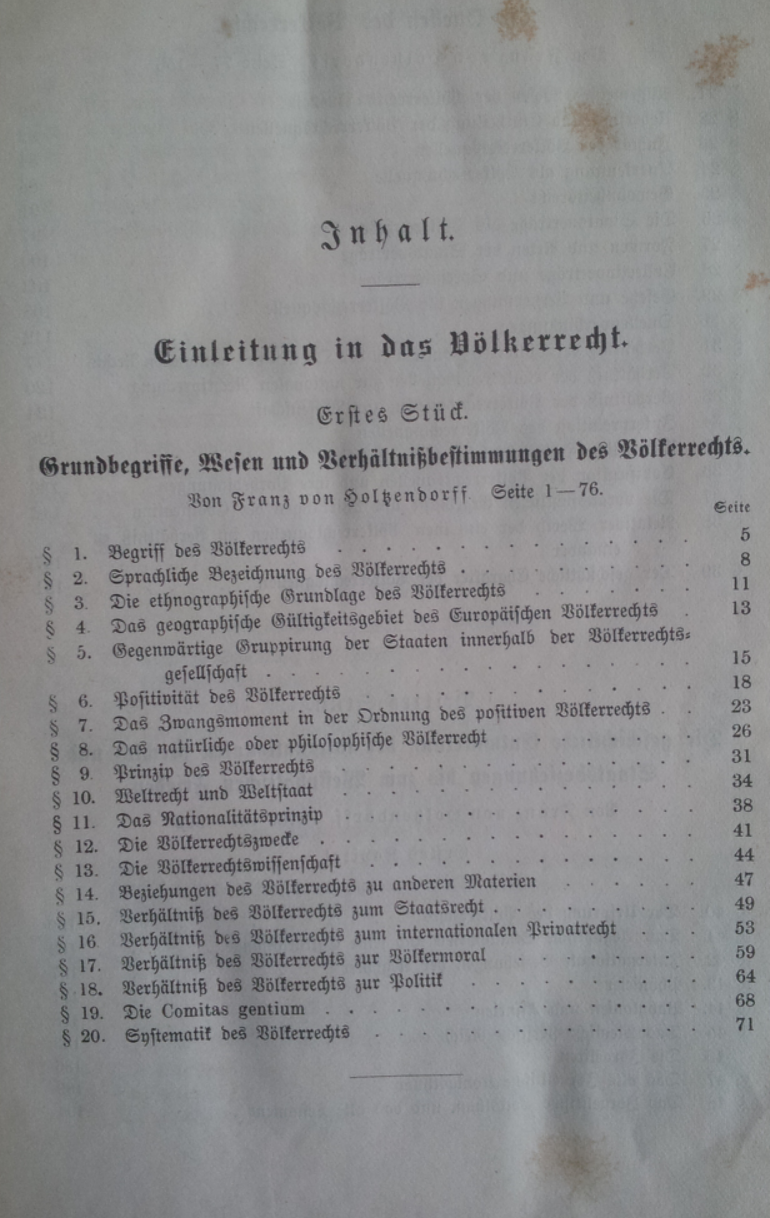 Inhalt.
Einleitung in das Völkerrecht.
Erstes Stück.
Grundbegriffe, Wesen und Verhältnißbestimmungen des Völkerrechts.
Von Franz von Holtzendorff. Seite 1—76.
Seite
§ 1. Begriff des Völkerrechts . . . . . . . . . . . . . 5
§ 2. Sprachliche Bezeichnung des Völkerrechts . . . . . . . . 8
§ 3. Die ethnographische Grundlage des Völkerrechts . . . . . . 11
§ 4. Das geographische Gültigkeitsgebiet des Europäischen Völkerrechts . 13
§ 5. Gegenwärtige Gruppirung der Staaten innerhalb der Völkerrechts-
gesellschaft . . . . . . . . . . . . . . 15
§ 6. Positivität des Völkerrechts . . . . . . . . . . . . 18
§ 7. Das Zwangsmoment in der Ordnung des positiven Völkerrechts . . 23
§ 8. Das natürliche oder philosophische Völkerrecht . . . . . . 26
§ 9. Prinzip des Völkerrechts . . . . . . . . . . . . 31
§ 10. Weltrecht und Weltstaat . . . . . . . . . . . . 34
§ 11. Das Nationalitätsprinzip . . . . . . . . . . . . 38
§ 12. Die Völkerrechtszwecke . . . . . . . . . . . . . 41
§ 13. Die Völkerrechtswissenschaft . . . . . . . . . . . 44
§ 14. Beziehungen des Völkerrechts zu anderen Materien . . . . . 47
§ 15. Verhältniß des Völkerrechts zum Staatsrecht . . . . . . . 49
§ 16. Verhältniß des Völkerrechts zum internationalen Privatrecht . . . 53
§ 17. Verhältniß des Völkerrechts zur Völkermoral . . . . . . 59
§ 18. Verhältniß des Völkerrechts zur Politik . . . . . . . . 64
§ 19. Die Comitas gentium . . . . . . . . . . . . . 68
§ 20. Systematik des Völkerrechts . . . . . . . . . . . 71